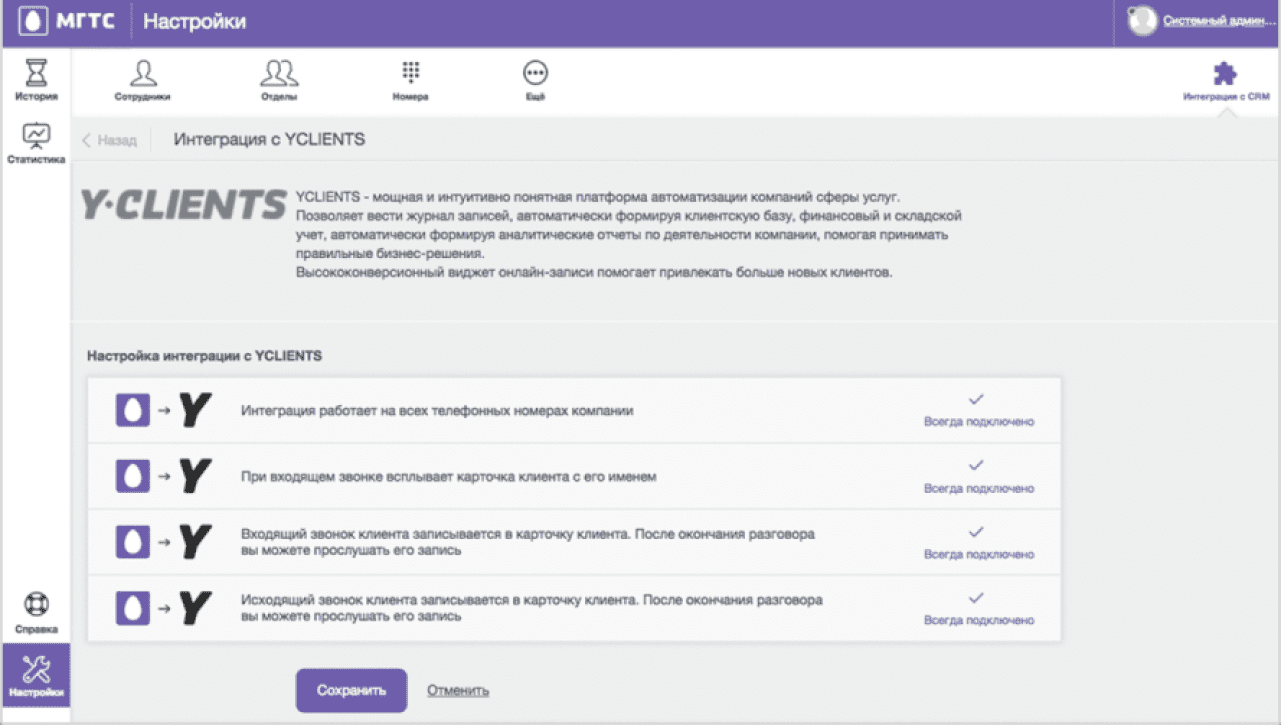 МГТС
Настройки
Системный админ...
История
Сотрудники
Отделы
Номера
Ещё
Интеграция с CRM
Статистика
Назад
Интеграция с YCLIENTS
Y·CLIENTS
YCLIENTS - мощная и интуитивно понятная платформа автоматизации компаний сферы услуг.
Позволяет вести журнал записей, автоматически формируя клиентскую базу, финансовый и складской
учет, автоматически формируя аналитические отчеты по деятельности компании, помогая принимать
правильные бизнес-решения.
Высококонверсионный виджет онлайн-записи помогает привлекать больше новых клиентов.
Настройка интеграции с YCLIENTS
Y
Интеграция работает на всех телефонных номерах компании
Всегда подключено
Y
При входящем звонке всплывает карточка клиента с его именем
Всегда подключено
Y
Входящий звонок клиента записывается в карточку клиента. После окончания разговора
вы можете прослушать его запись
Всегда подключено
Y
Исходящий звонок клиента записывается в карточку клиента. После окончания разговора
вы можете прослушать его запись
Всегда подключено
Справка
Настройки
Сохранить
Отменить